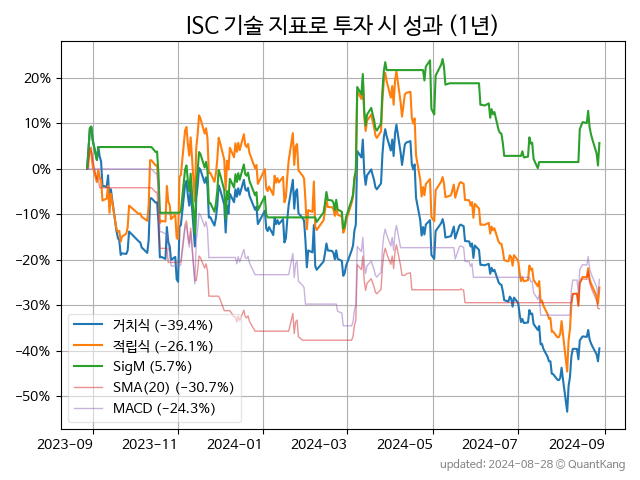 ISC 기술 지표로 투자 시 성과 (1년)
20%
10%
0%
−10%
−20%
−30%
−40%
−50%
거치식 (−39.4%)
적립식 (−26.1%)
SigM (5.7%)
SMA(20) (−30.7%)
MACD (−24.3%)
2023-09 2023-11 2024-01 2024-03 2024-05 2024-07 2024-09
updated: 2024-08-28 © QuantKang